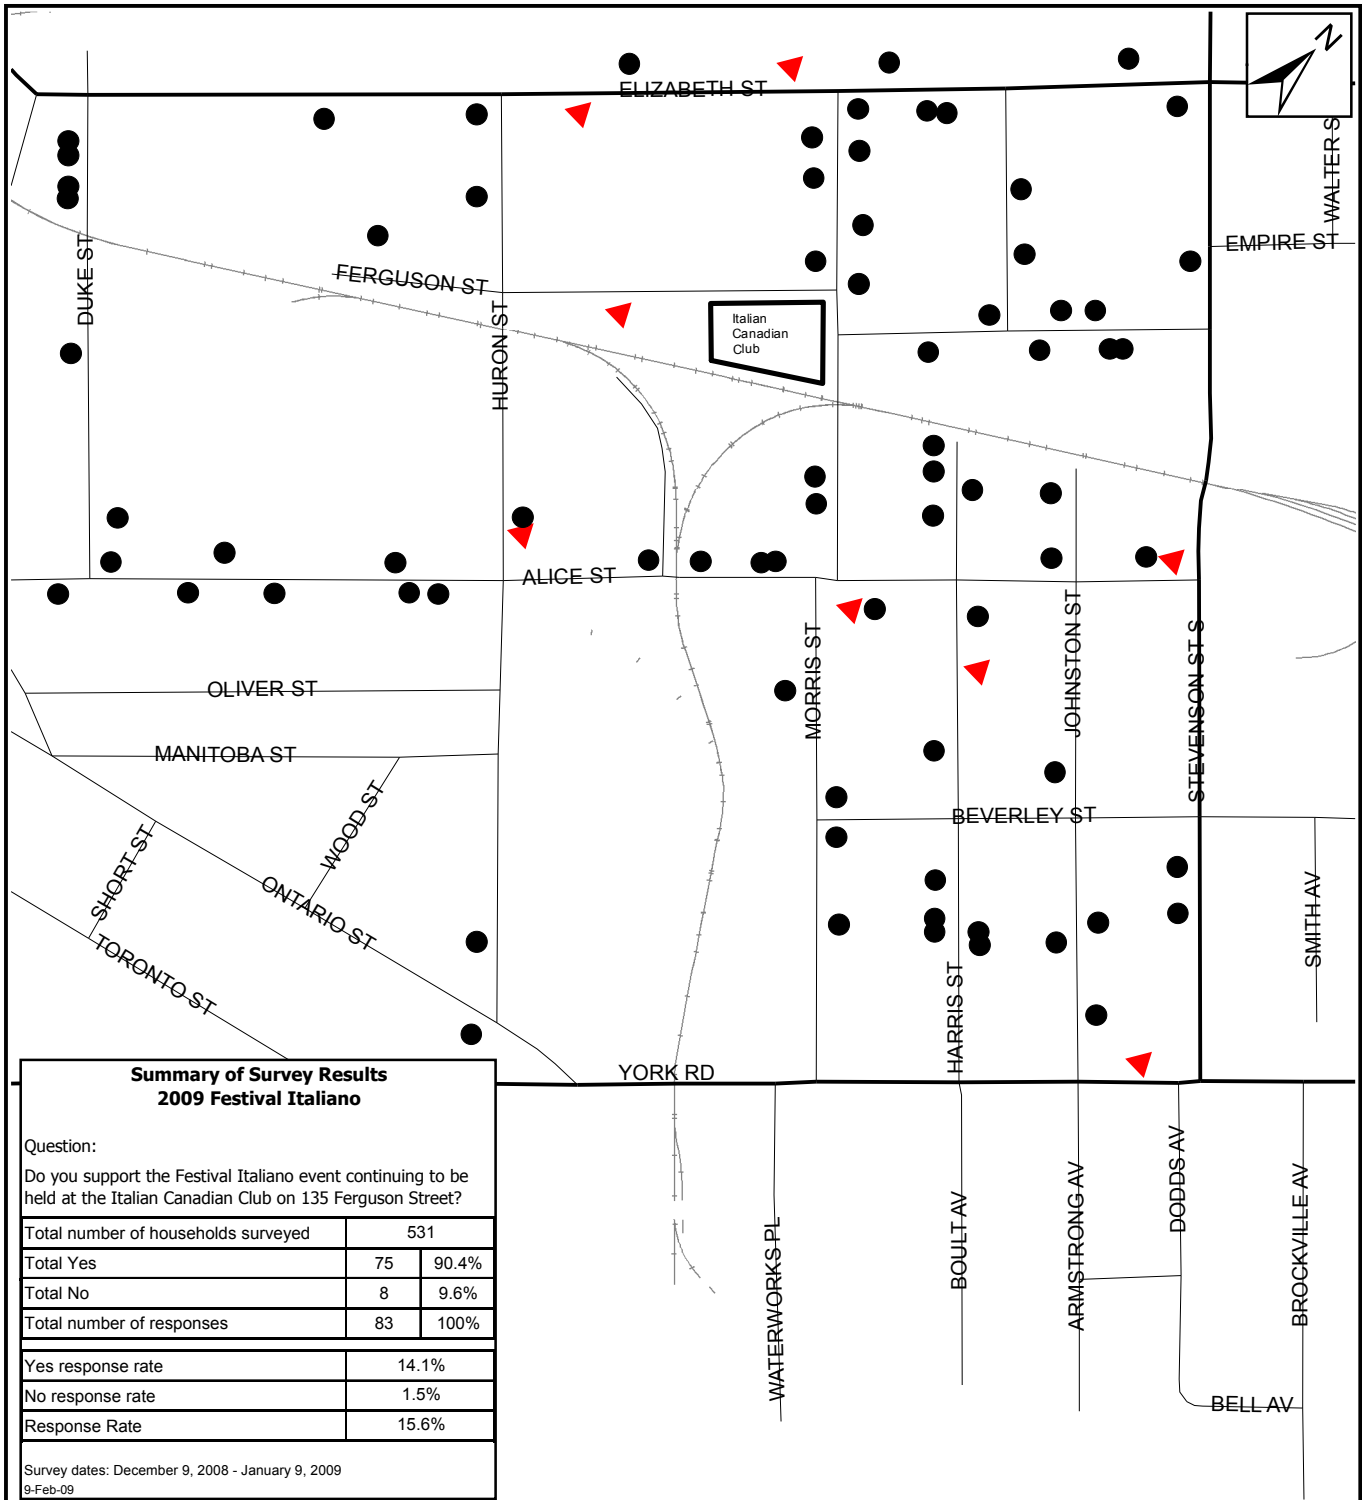 N
ELIZABETH ST
WALTER S
EMPIRE ST
DUKE ST
FERGUSON ST
HURON ST
Italian
Canadian
Club
ALICE ST
MORRIS ST
JOHNSTON ST
STEVENSON ST S
OLIVER ST
MANITOBA ST
WOOD ST
SHORT ST
ONTARIO ST
TORONTO ST
BEVERLEY ST
SMITH AV
HARRIS ST
YORK RD
WATERWORKS PL
BOULT AV
ARMSTRONG AV
DODDS AV
BROCKVILLE AV
BELL AV
Summary of Survey Results
2009 Festival Italiano
Question:
Do you support the Festival Italiano event continuing to be
held at the Italian Canadian Club on 135 Ferguson Street?
Total number of households surveyed 531
Total Yes 75 90.4%
Total No 8 9.6%
Total number of responses 83 100%
Yes response rate 14.1%
No response rate 1.5%
Response Rate 15.6%
Survey dates: December 9, 2008 - January 9, 2009
9-Feb-09